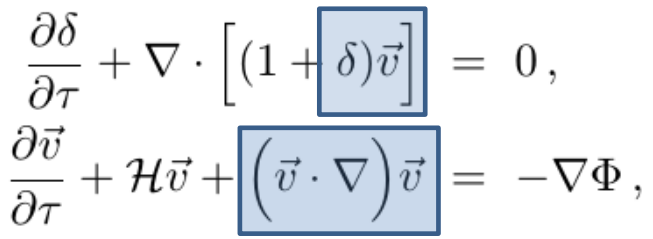 ∂δ/∂τ + ∇ · [(1 + δ)v⃗] = 0 ,
∂v⃗/∂τ + ℋv⃗ + (v⃗ · ∇)v⃗ = −∇Φ ,